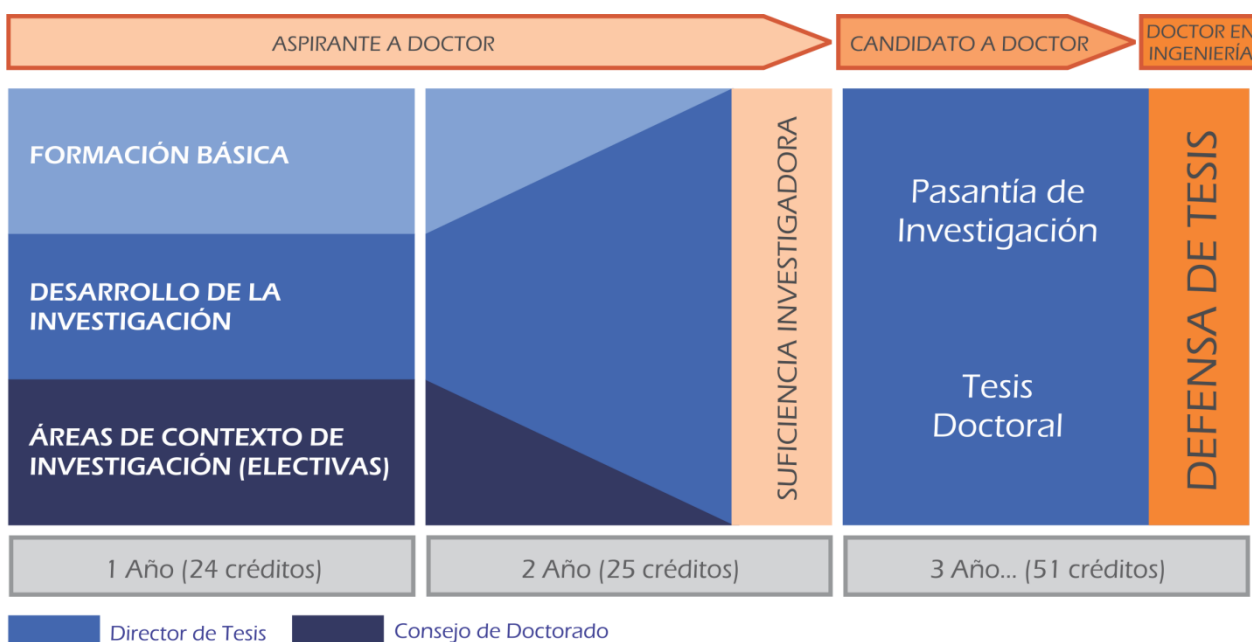 ASPIRANTE A DOCTOR
CANDIDATO A DOCTOR
DOCTOR EN
INGENIERÍA
FORMACIÓN BÁSICA
DESARROLLO DE LA
INVESTIGACIÓN
ÁREAS DE CONTEXTO DE
INVESTIGACIÓN (ELECTIVAS)
SUFICIENCIA INVESTIGADORA
Pasantía de
Investigación
Tesis
Doctoral
DEFENSA DE TESIS
1 Año (24 créditos)
2 Año (25 créditos)
3 Año... (51 créditos)
Director de Tesis
Consejo de Doctorado